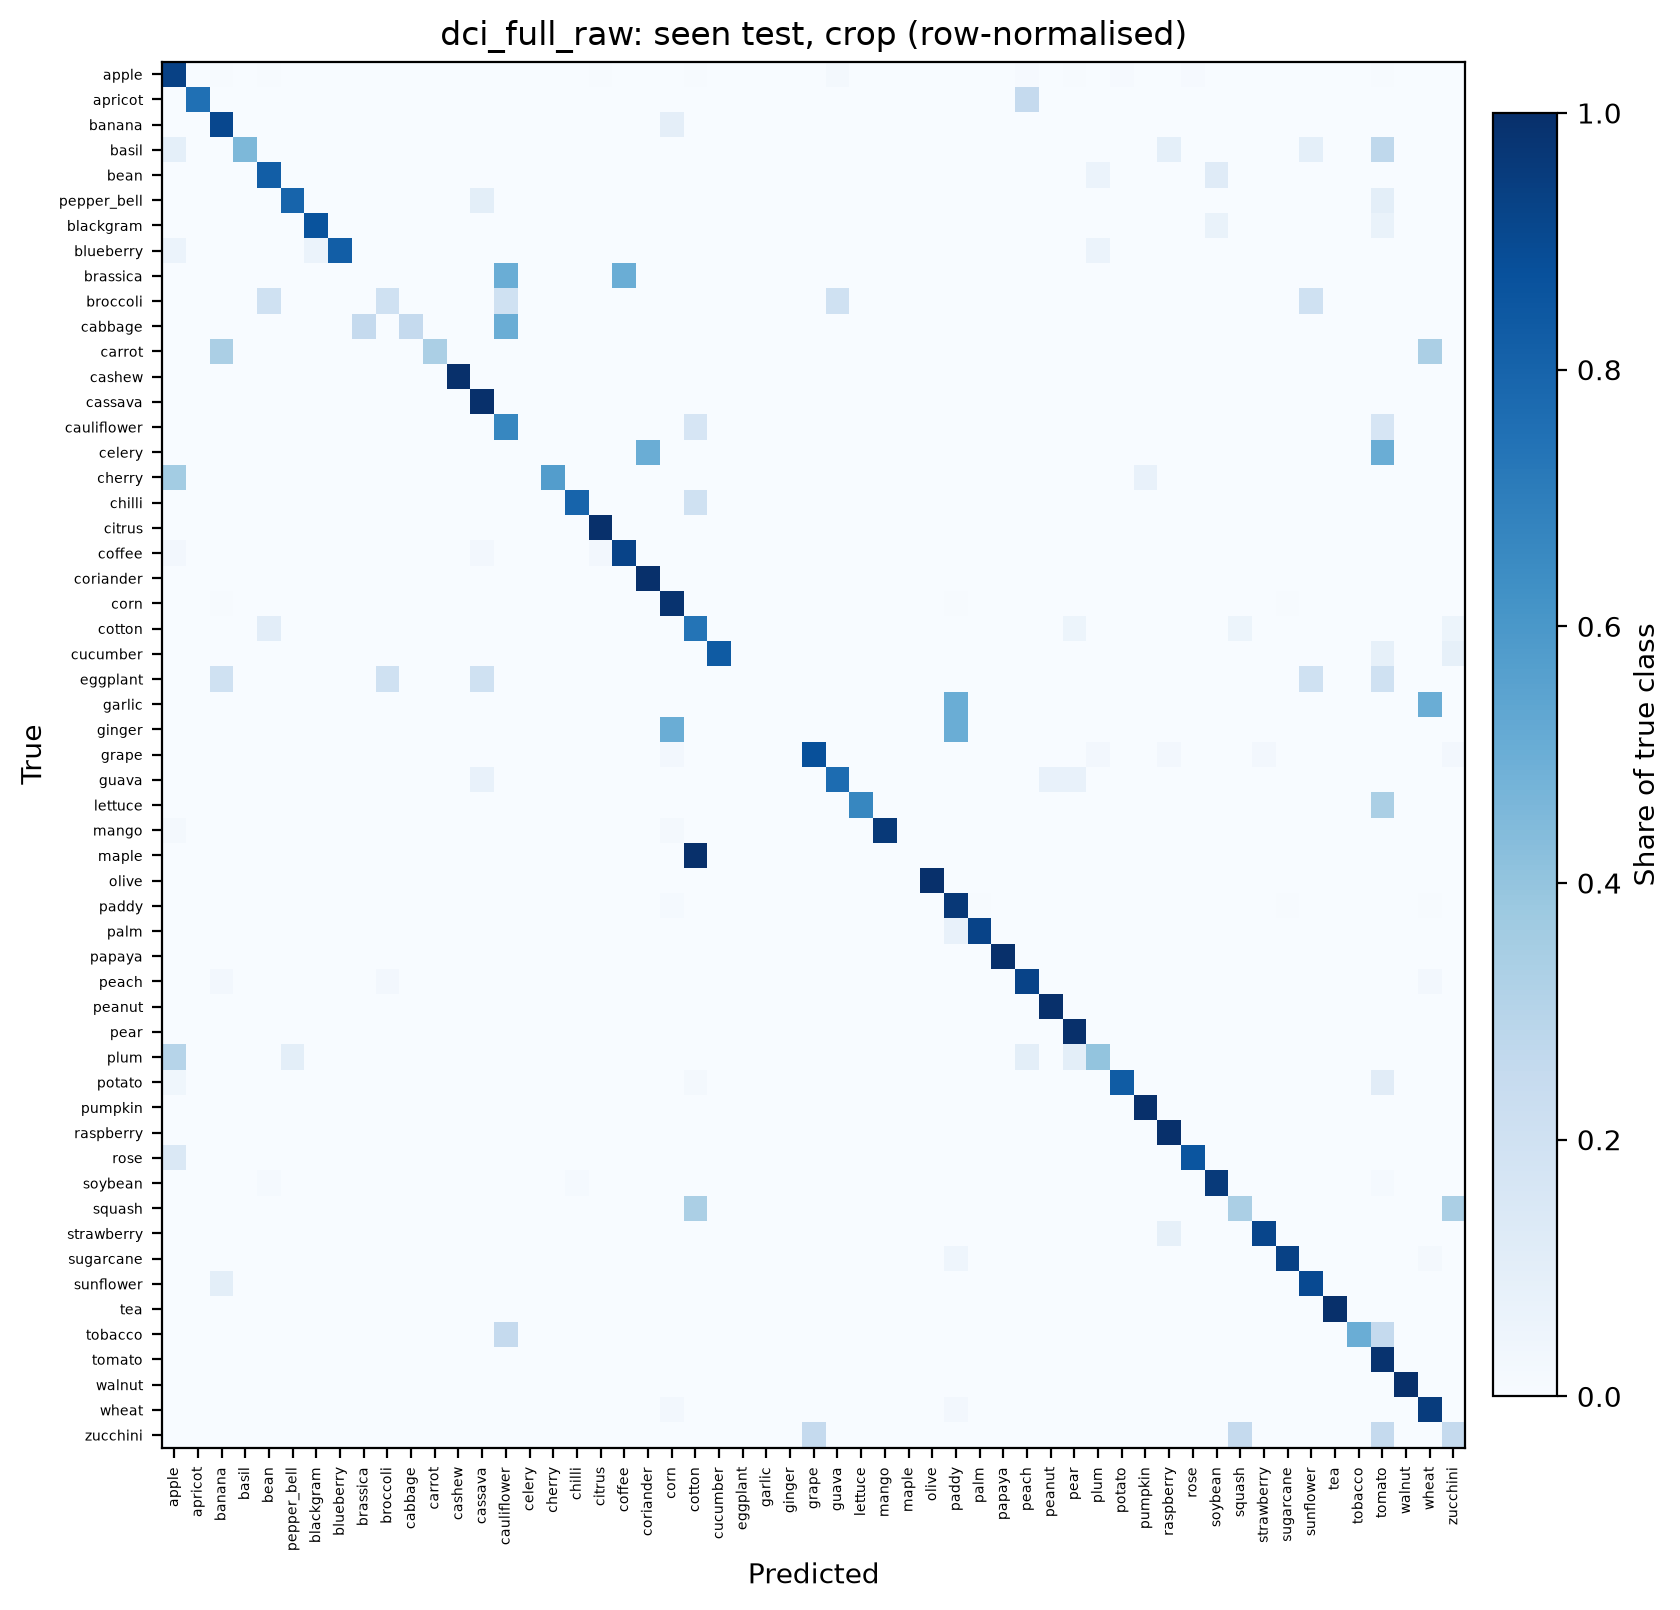 dci_full_raw: seen test, crop (row-normalised)
apple
apricot
banana
basil
bean
pepper_bell
blackgram
blueberry
brassica
broccoli
cabbage
carrot
cashew
cassava
cauliflower
celery
cherry
chilli
citrus
coffee
coriander
corn
cotton
cucumber
eggplant
garlic
ginger
grape
guava
lettuce
mango
maple
olive
paddy
palm
papaya
peach
peanut
pear
plum
potato
pumpkin
raspberry
rose
soybean
squash
strawberry
sugarcane
sunflower
tea
tobacco
tomato
walnut
wheat
zucchini
True
apple
apricot
banana
basil
bean
pepper_bell
blackgram
blueberry
brassica
broccoli
cabbage
carrot
cashew
cassava
cauliflower
celery
cherry
chilli
citrus
coffee
coriander
corn
cotton
cucumber
eggplant
garlic
ginger
grape
guava
lettuce
mango
maple
olive
paddy
palm
papaya
peach
peanut
pear
plum
potato
pumpkin
raspberry
rose
soybean
squash
strawberry
sugarcane
sunflower
tea
tobacco
tomato
walnut
wheat
zucchini
Predicted
1.0
0.8
0.6
0.4
0.2
0.0
Share of true class